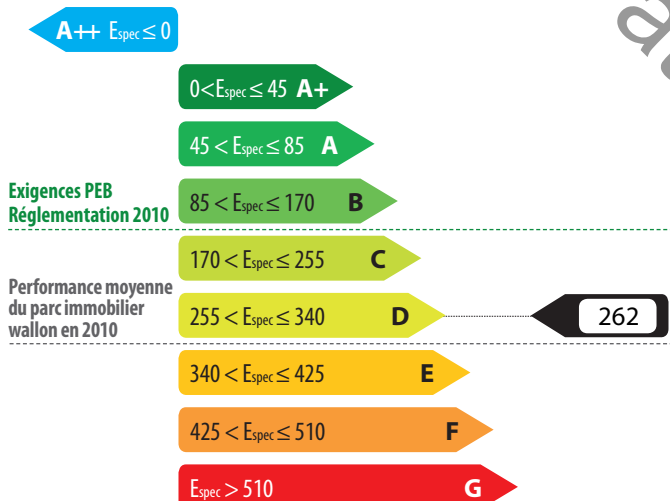 A++ Espec ≤ 0
0 < Espec ≤ 45 A+
45 < Espec ≤ 85 A
Exigences PEB
Réglementation 2010
85 < Espec ≤ 170 B
170 < Espec ≤ 255 C
Performance moyenne
du parc immobilier
wallon en 2010
255 < Espec ≤ 340 D
262
340 < Espec ≤ 425 E
425 < Espec ≤ 510 F
Espec > 510 G